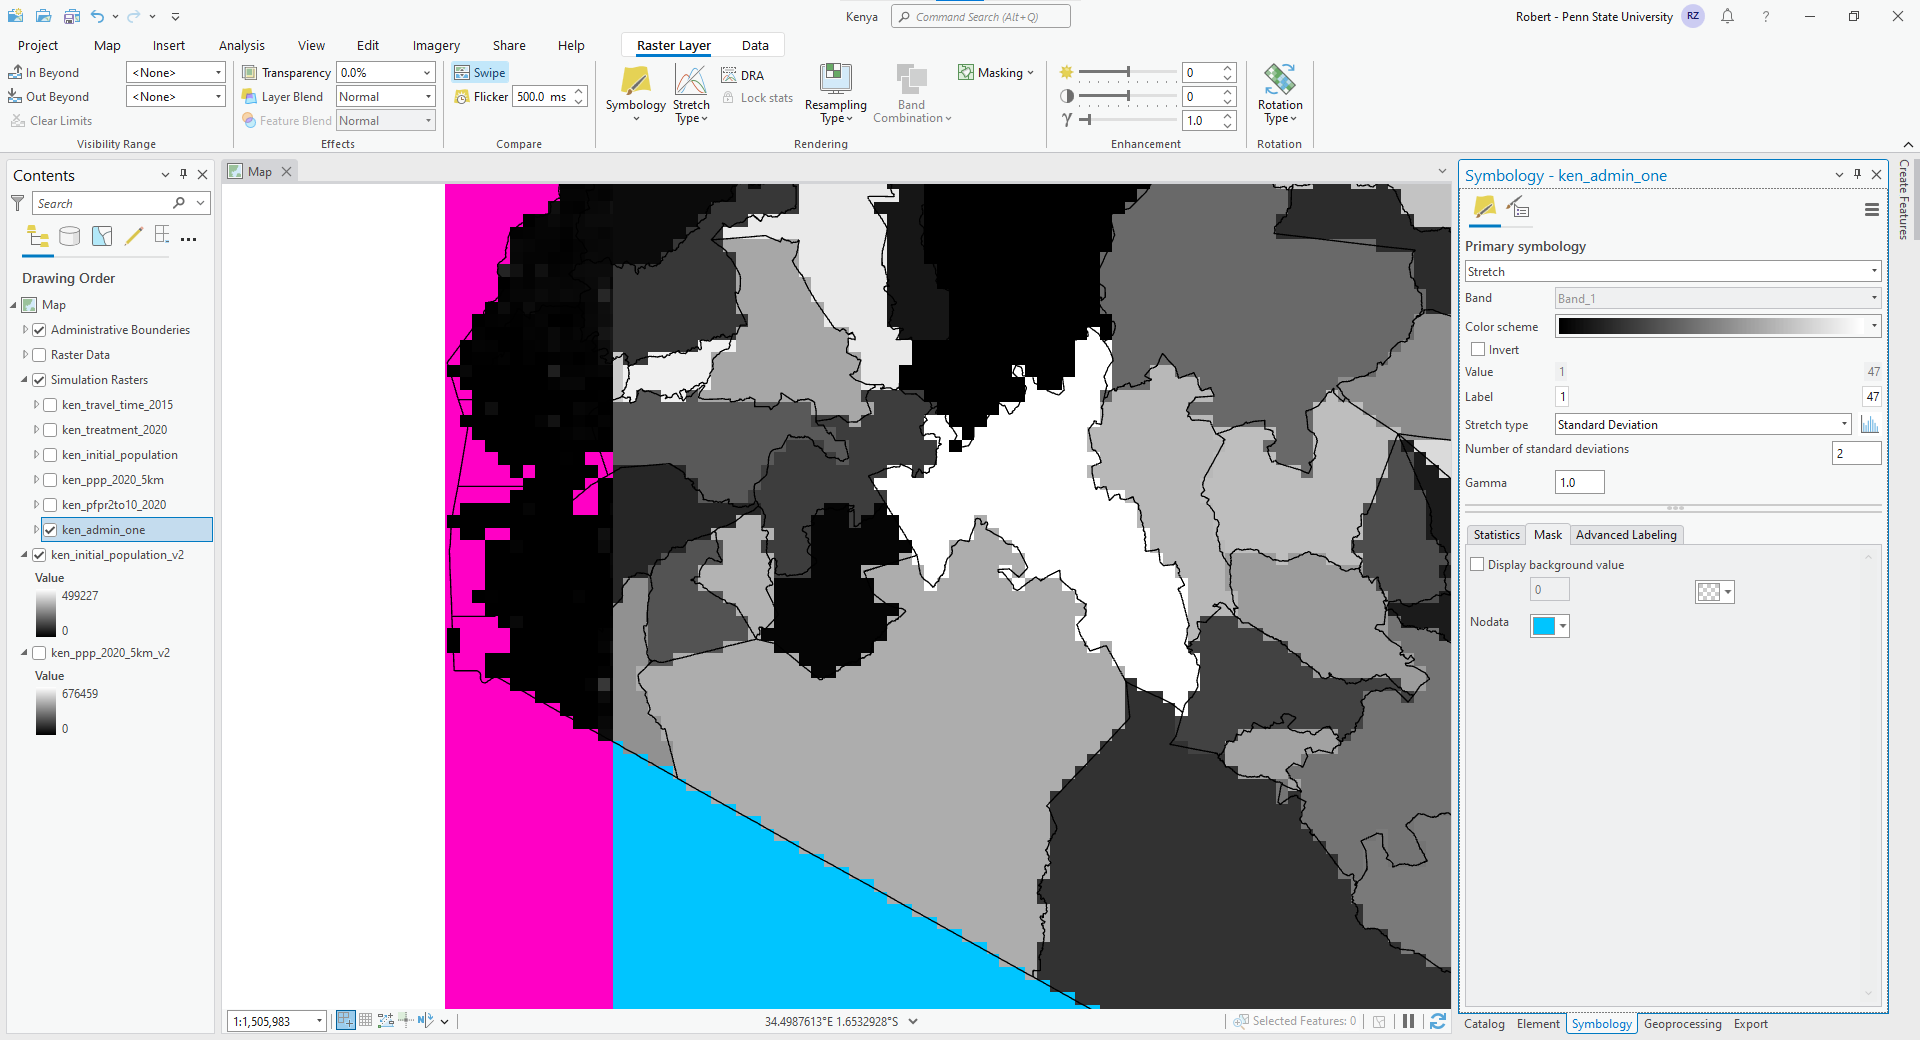 Kenya
Command Search (Alt+Q)
Robert - Penn State University
RZ
?
Project
Map
Insert
Analysis
View
Edit
Imagery
Share
Help
Raster Layer
Data
In Beyond
<None>
Out Beyond
<None>
Clear Limits
Visibility Range
Transparency
0.0%
Layer Blend
Normal
Feature Blend
Normal
Effects
Swipe
Flicker
500.0 ms
Compare
Symbology
Stretch
Type
DRA
Lock stats
Resampling
Type
Band
Combination
Masking
Rendering
0
0
γ
1.0
Enhancement
Rotation
Type
Rotation
Contents
Search
Drawing Order
Map
Administrative Bounderies
Raster Data
Simulation Rasters
ken_travel_time_2015
ken_treatment_2020
ken_initial_population
ken_ppp_2020_5km
ken_pfpr2to10_2020
ken_admin_one
ken_initial_population_v2
Value
499227
0
ken_ppp_2020_5km_v2
Value
676459
0
Map
1:1,505,983
34.4987613°E 1.6532928°S
Selected Features: 0
Symbology - ken_admin_one
Primary symbology
Stretch
Band
Band_1
Color scheme
Invert
Value
1
47
Label
1
47
Stretch type
Standard Deviation
Number of standard deviations
2
Gamma
1.0
Statistics
Mask
Advanced Labeling
Display background value
0
Nodata
Catalog
Element
Symbology
Geoprocessing
Export
Create Features